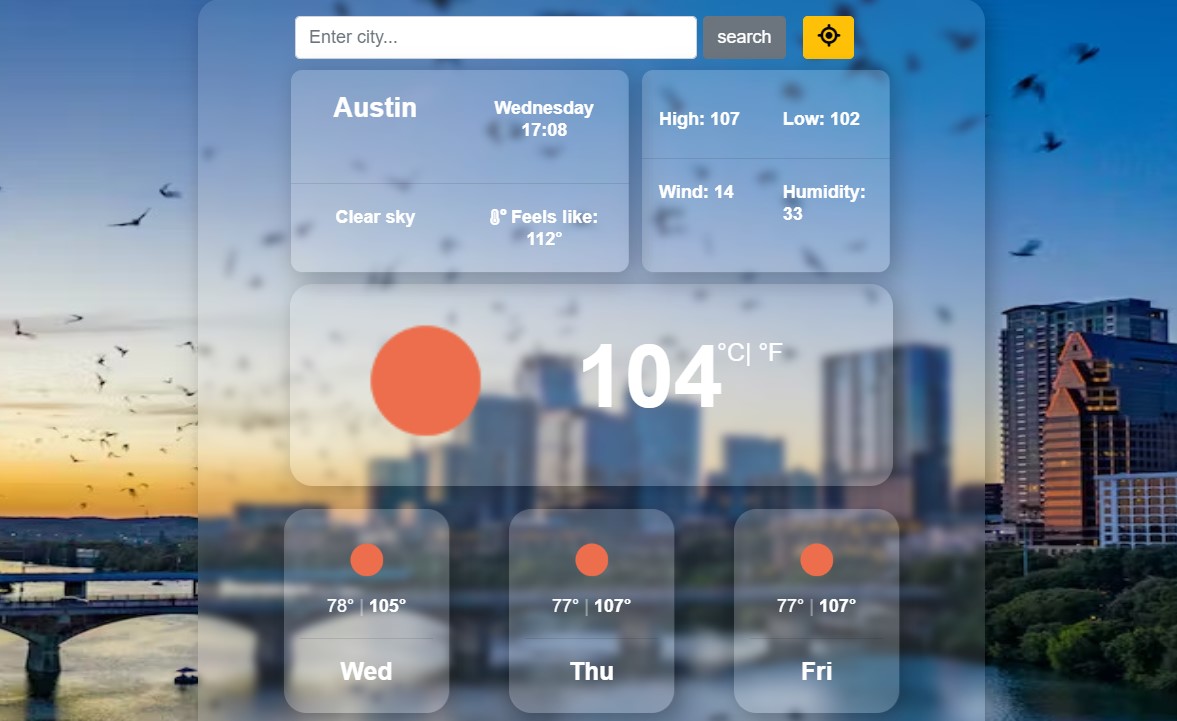 Enter city...
search
Austin
Wednesday
17:08
Clear sky
Feels like:
112°
High: 107
Low: 102
Wind: 14
Humidity:
33
104°C| °F
78° | 105°
Wed
77° | 107°
Thu
77° | 107°
Fri